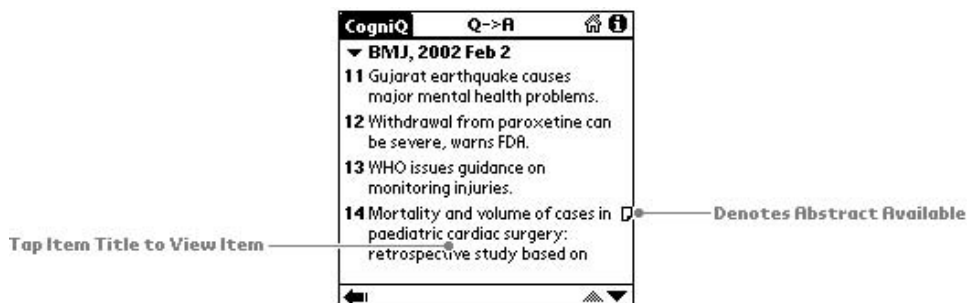 CogniQ Q->A
BMJ, 2002 Feb 2
11 Gujarat earthquake causes
major mental health problems.
12 Withdrawal from paroxetine can
be severe, warns FDA.
13 WHO issues guidance on
monitoring injuries.
14 Mortality and volume of cases in
Denotes Abstract Available
paediatric cardiac surgery:
Tap Item Title to View Item
retrospective study based on